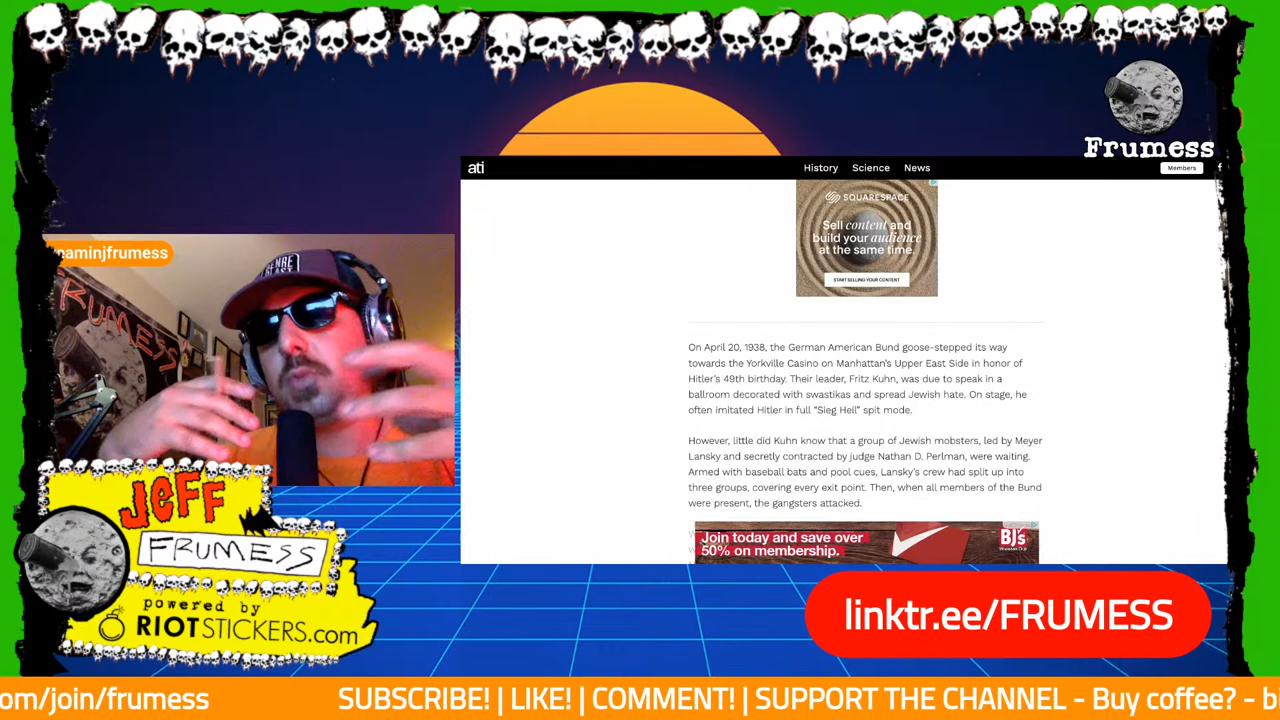 Frumess
ati
History Science News
Members
SQUARESPACE
Sell content and
build your audience
at the same time.
START SELLING YOUR CONTENT
eaminjfrumess
GENRE
BLAST
FRUMESS
On April 20, 1938, the German American Bund goose-stepped its way
towards the Yorkville Casino on Manhattan's Upper East Side in honor of
Hitler's 49th birthday. Their leader, Fritz Kuhn, was due to speak in a
ballroom decorated with swastikas and spread Jewish hate. On stage, he
often imitated Hitler in full "Sieg Heil" spit mode.
However, little did Kuhn know that a group of Jewish mobsters, led by Meyer
Lansky and secretly contracted by judge Nathan D. Perlman, were waiting.
Armed with baseball bats and pool cues, Lansky's crew had split up into
three groups, covering every exit point. Then, when all members of the Bund
were present, the gangsters attacked.
Join today and save over
50% on membership.
BJ's
JEFF
FRUMESS
powered by
RIOTSTICKERS.com
linktr.ee/FRUMESS
om/join/frumess SUBSCRIBE! | LIKE! | COMMENT! | SUPPORT THE CHANNEL - Buy coffee? - bi